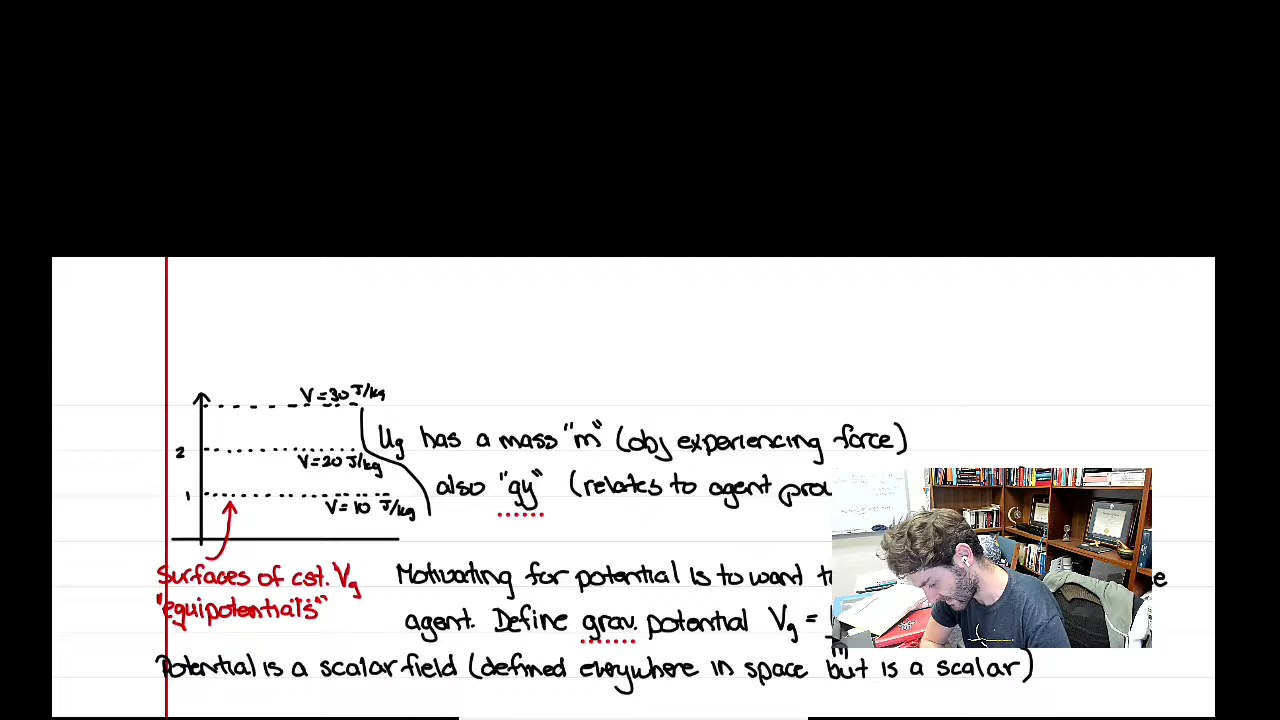 V = 30 J/kg
Ug has a mass "m" (obj experiencing force)
2
V = 20 J/kg
also "gy" (relates to agent
1
V = 10 J/kg
Surfaces of cst. Vg
"equipotentials"
Motivating for potential is to want
agent. Define grav. potential Vg =
m
Potential is a scalar field (defined everywhere in space but is a scalar)